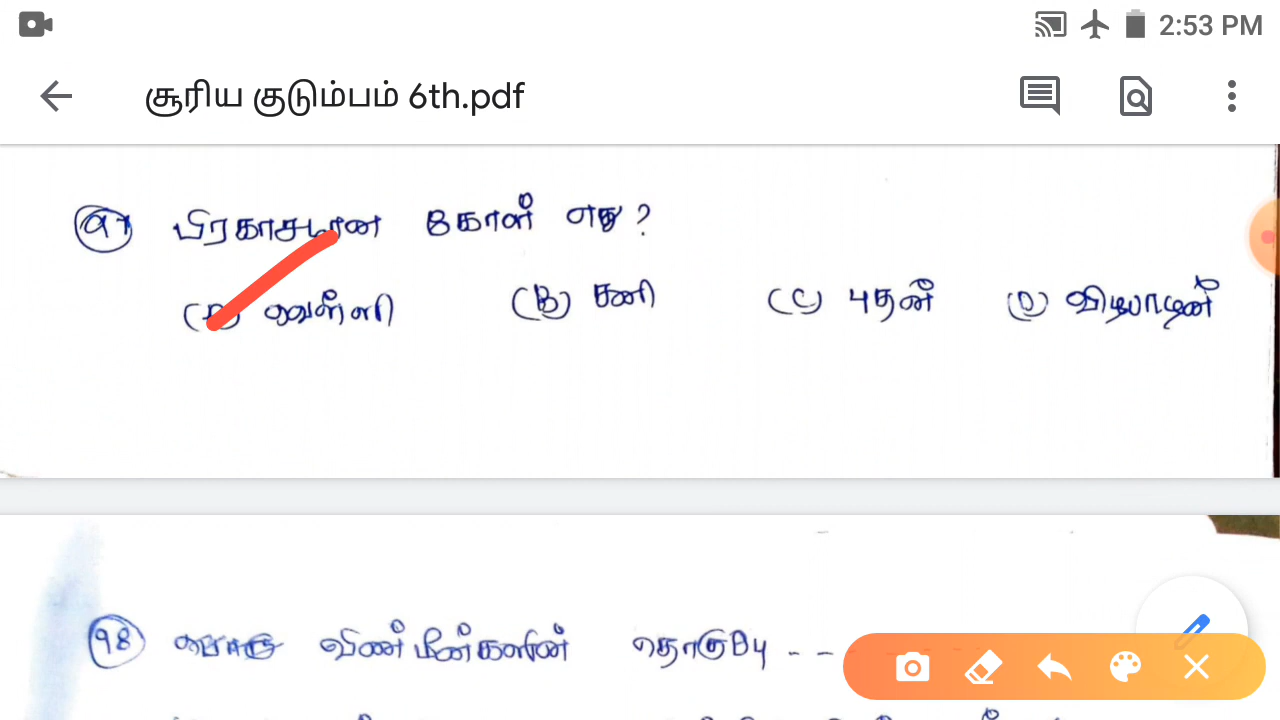 2:53 PM
சூரிய குடும்பம் 6th.pdf
97 பிரகாசமான கோள் எது?
(A) வெள்ளி (B) சனி (C) புதன் (D) வியாழன்
98 விண்மீன்களின் தொகுப்பு - - -